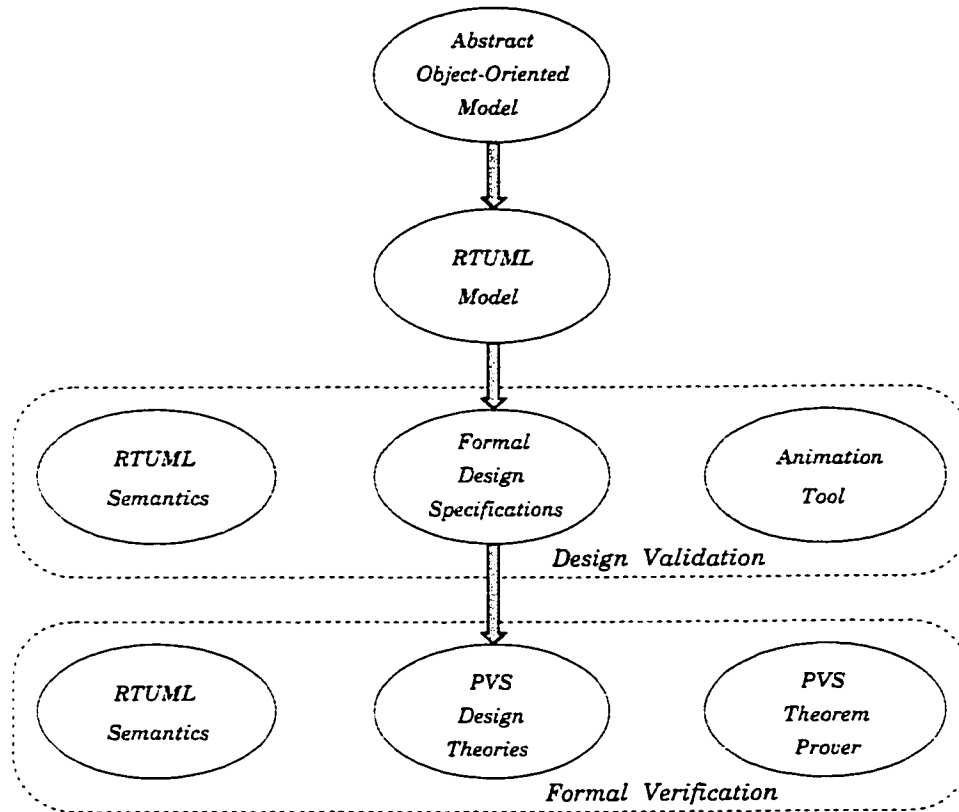 Abstract
Object-Oriented
Model
RTUML
Model
RTUML
Semantics
Formal
Design
Specifications
Animation
Tool
Design Validation
RTUML
Semantics
PVS
Design
Theories
PVS
Theorem
Prover
Formal Verification